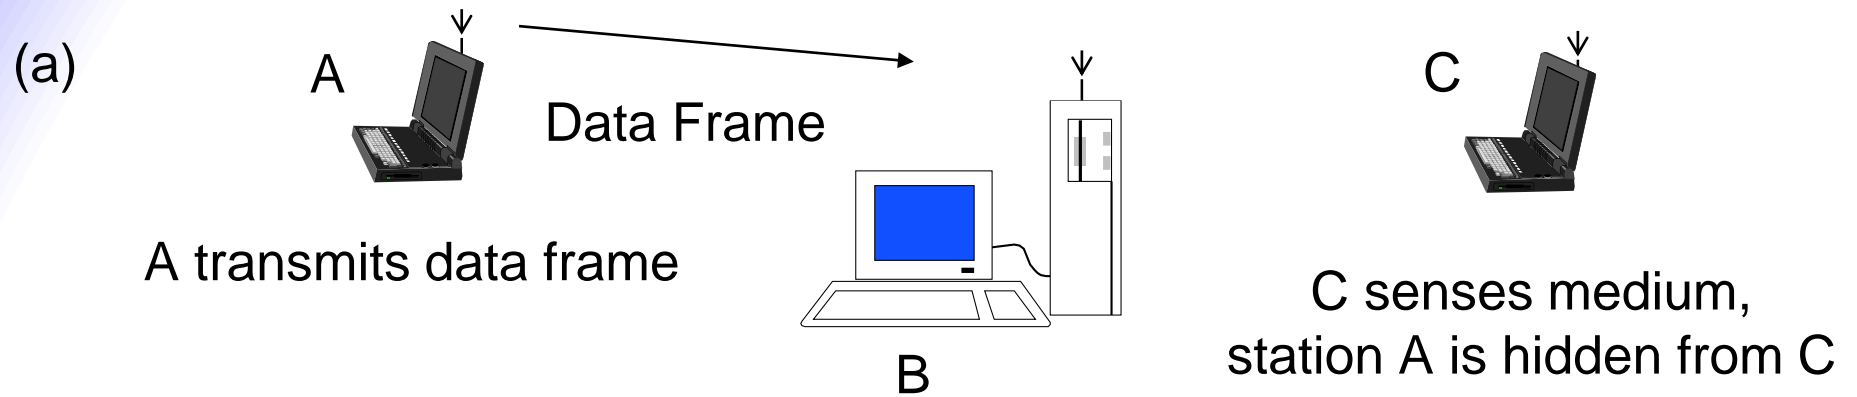 (a)
A
Data Frame
C
A transmits data frame
C senses medium,
station A is hidden from C
B